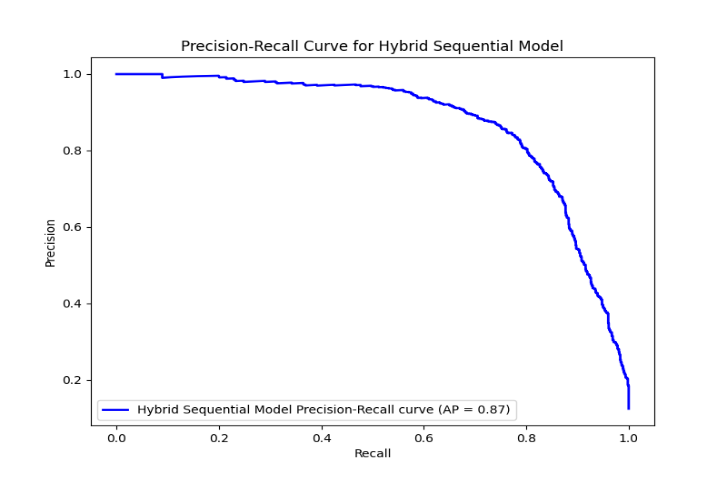 Precision-Recall Curve for Hybrid Sequential Model
Precision
1.0
0.8
0.6
0.4
0.2
Hybrid Sequential Model Precision-Recall curve (AP = 0.87)
0.0 0.2 0.4 0.6 0.8 1.0
Recall